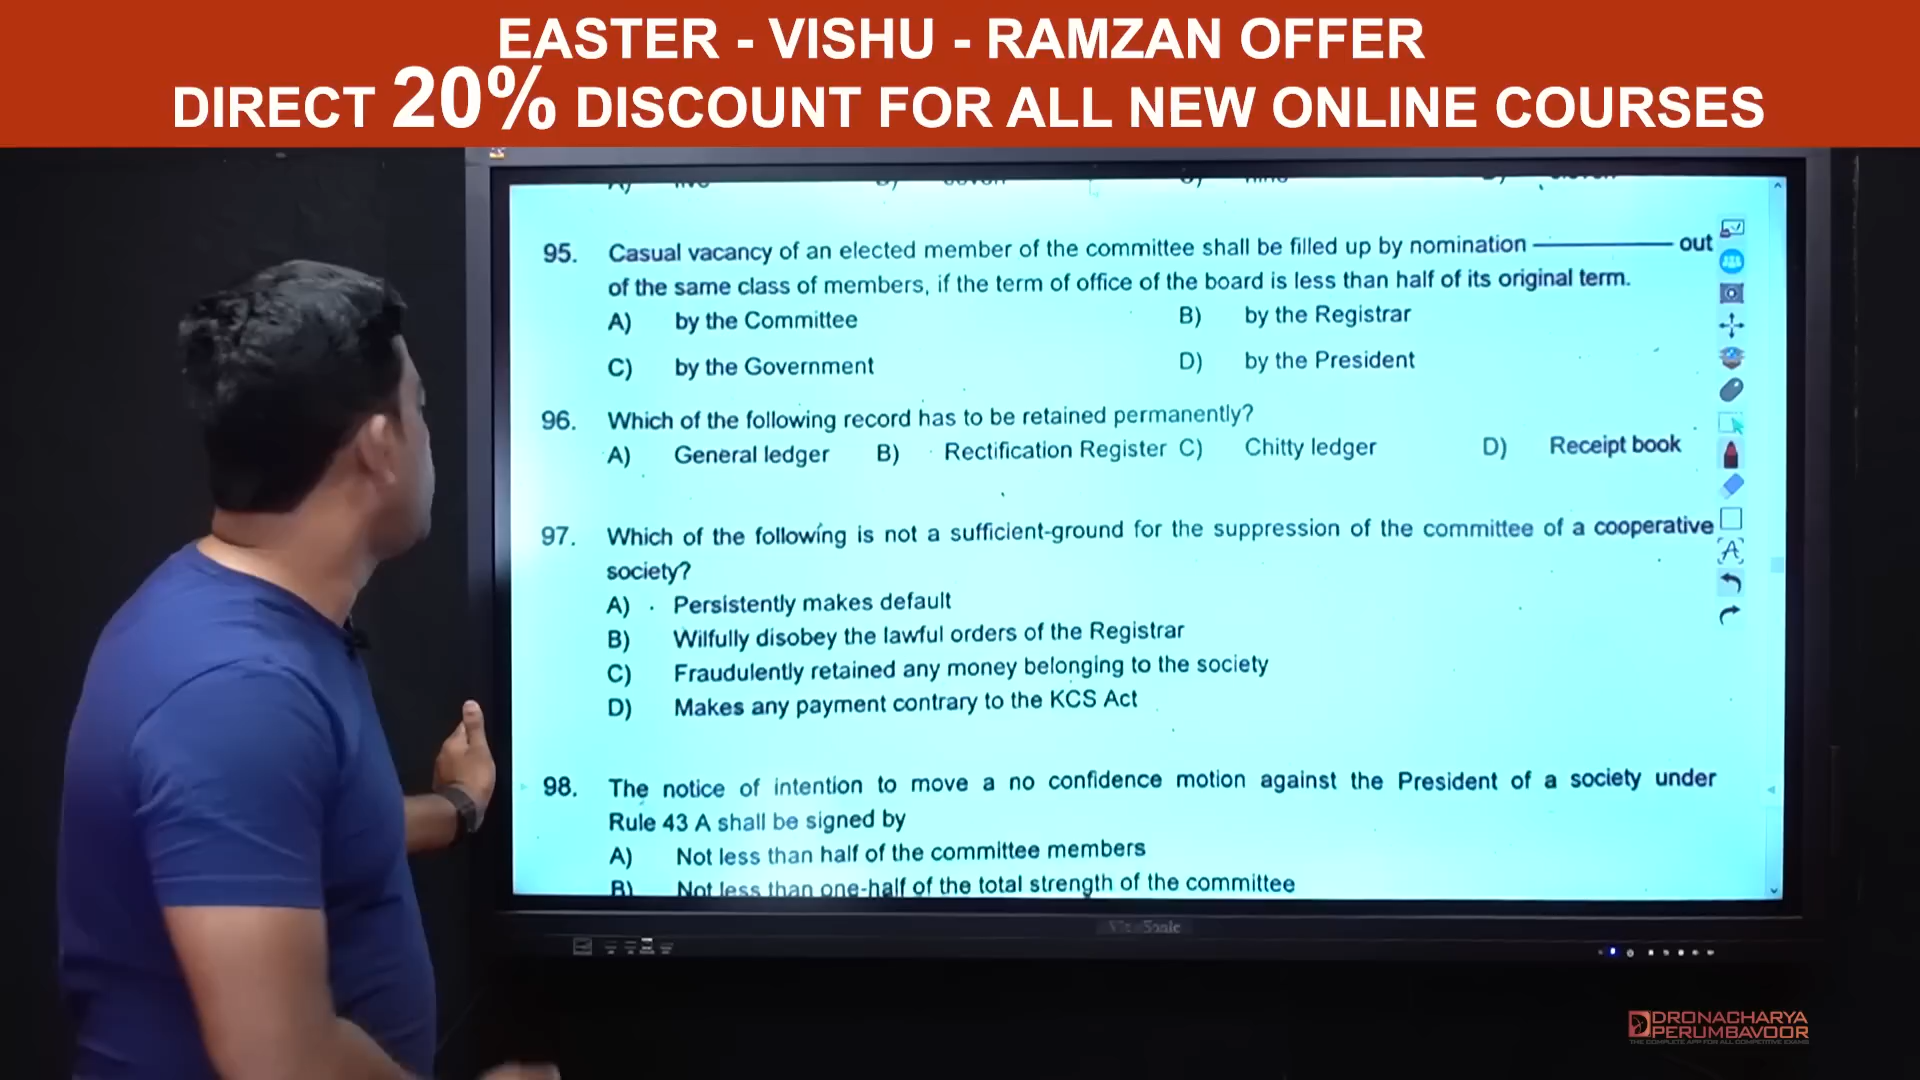 EASTER - VISHU - RAMZAN OFFER
DIRECT 20% DISCOUNT FOR ALL NEW ONLINE COURSES
95. Casual vacancy of an elected member of the committee shall be filled up by nomination ———— out
of the same class of members, if the term of office of the board is less than half of its original term.
A) by the Committee B) by the Registrar
C) by the Government D) by the President
96. Which of the following record has to be retained permanently?
A) General ledger B) Rectification Register C) Chitty ledger D) Receipt book
97. Which of the following is not a sufficient-ground for the suppression of the committee of a cooperative
society?
A) Persistently makes default
B) Wilfully disobey the lawful orders of the Registrar
C) Fraudulently retained any money belonging to the society
D) Makes any payment contrary to the KCS Act
98. The notice of intention to move a no confidence motion against the President of a society under
Rule 43 A shall be signed by
A) Not less than half of the committee members
B) Not less than one-half of the total strength of the committee
DRONACHARYA
PERUMBAVOOR
THE COMPLETE APP FOR ALL COMPETITIVE EXAMS